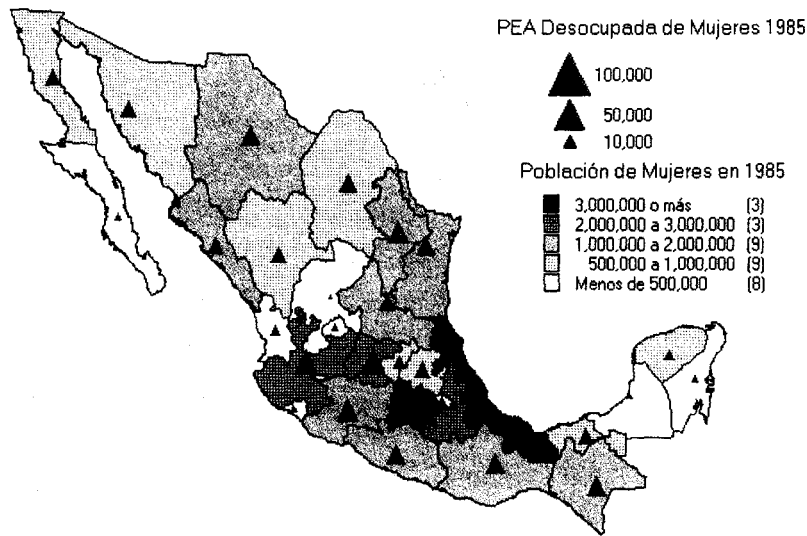 PEA Desocupada de Mujeres 1985
100,000
50,000
10,000
Población de Mujeres en 1985
3,000,000 o más (3)
2,000,000 a 3,000,000 (3)
1,000,000 a 2,000,000 (9)
500,000 a 1,000,000 (9)
Menos de 500,000 (8)